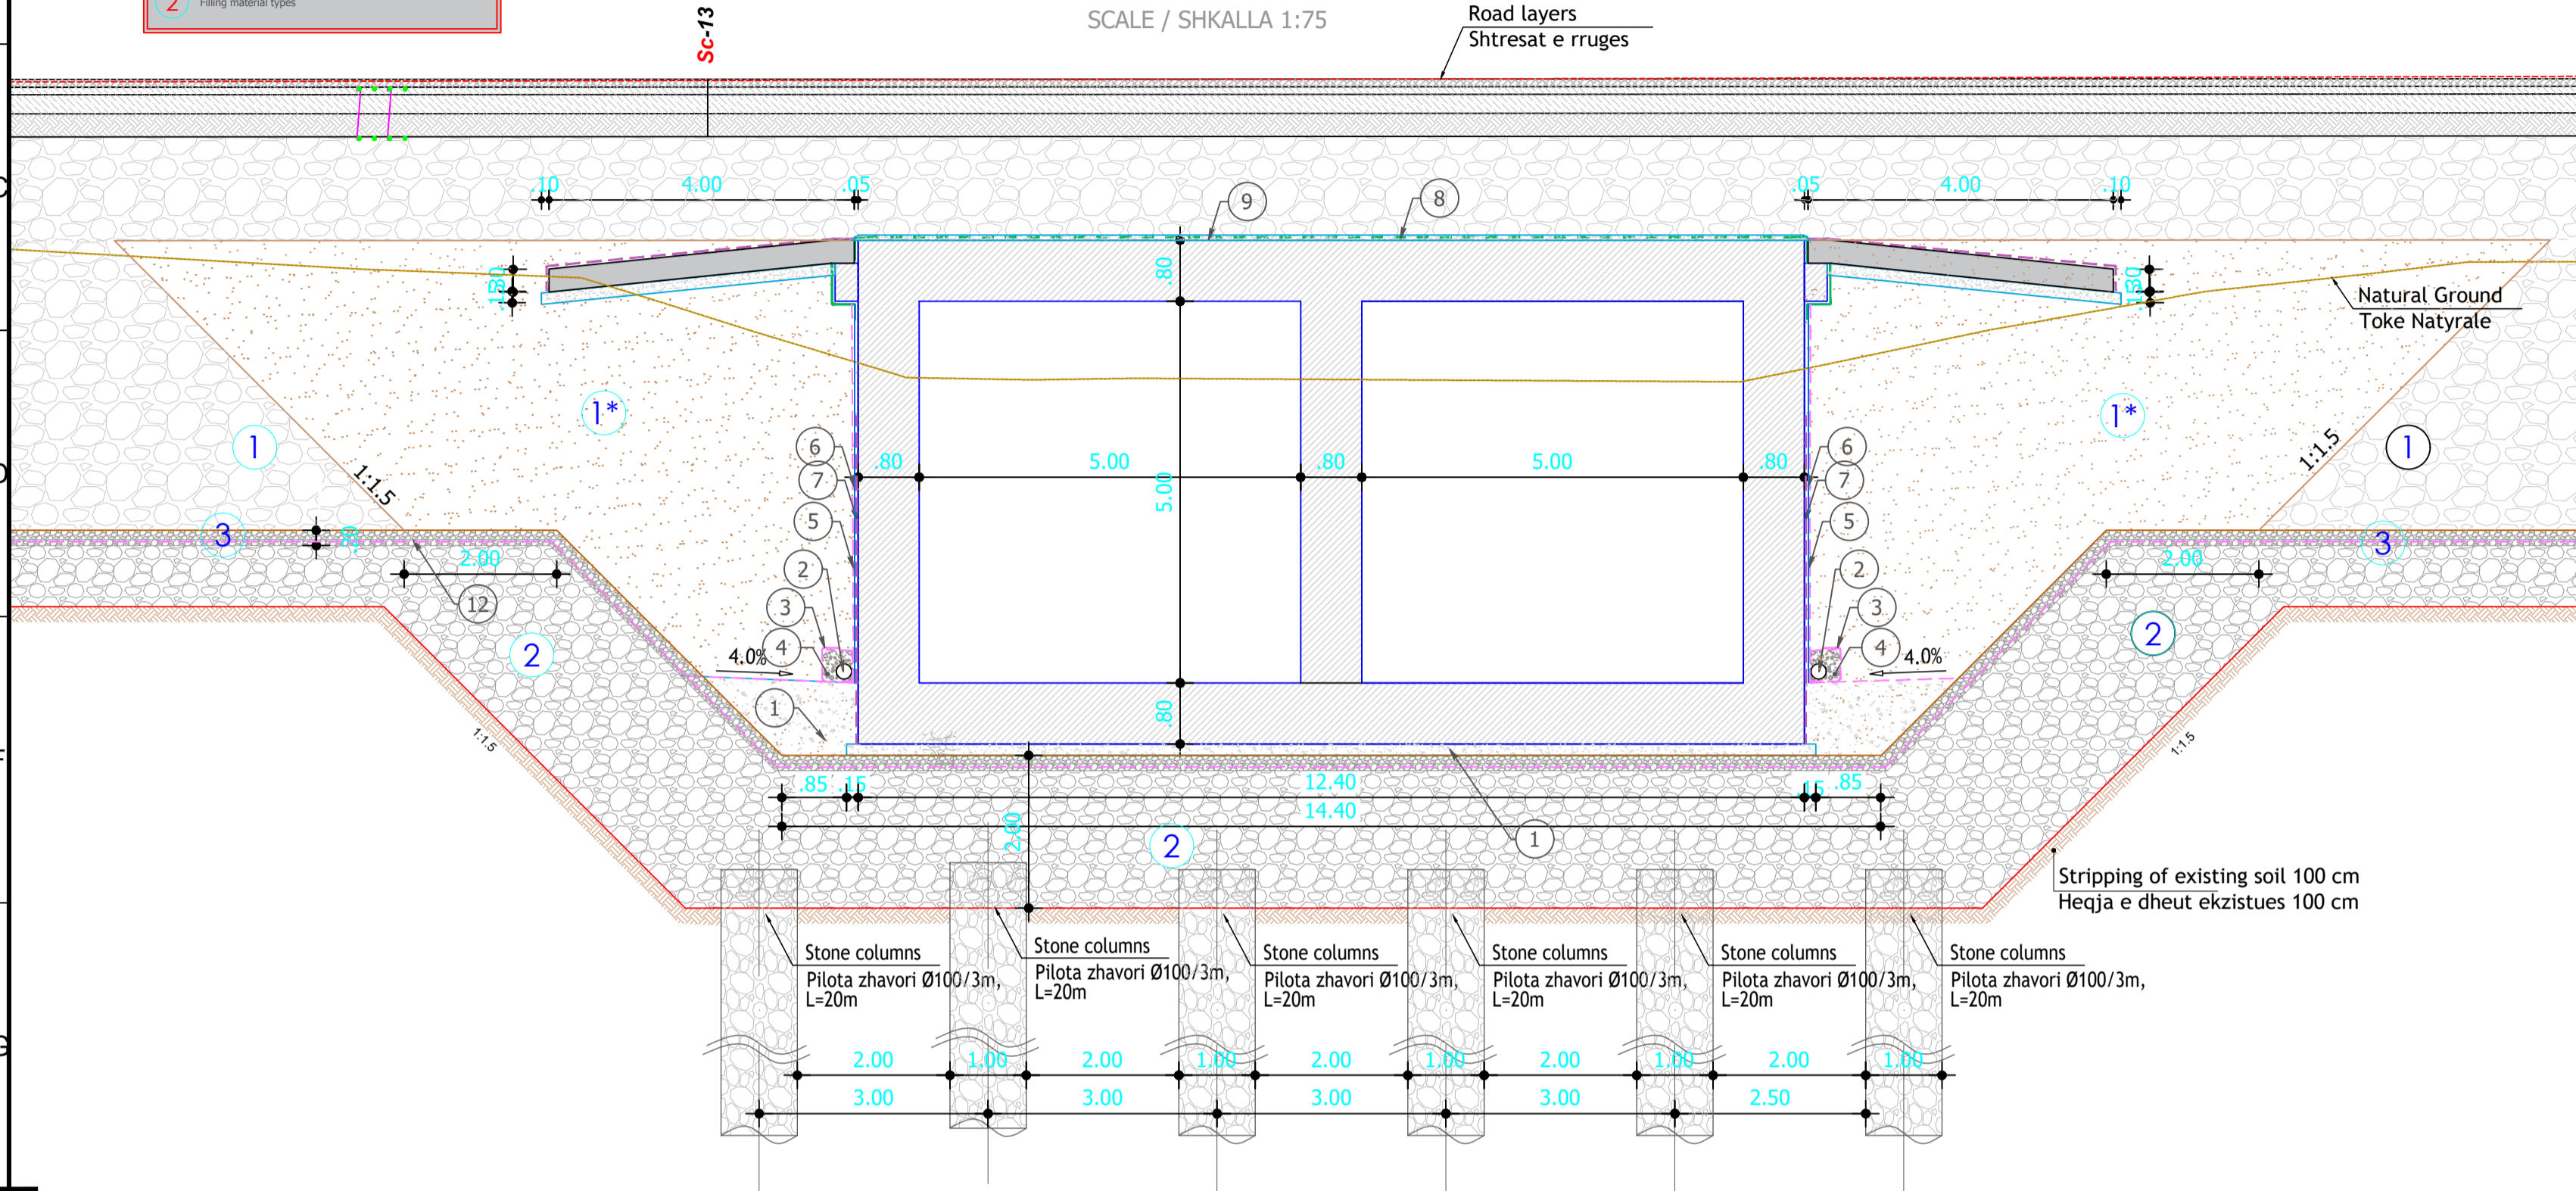 2 Filling material types
Sc-13
SCALE / SHKALLA 1:75
Road layers
Shtresat e rruges
C
.10 4.00 .05
.05 4.00 .10
9 8
.80
Natural Ground
Toke Natyrale
1* 1*
1 1
1:1.5 1:1.5
6 6
7 7
5 5
.80 5.00 .80 5.00 .80
5.00
D
3 .20 3
2.00 2.00
2 2
12
3 3
2 2
4.0% 4 4 4.0%
1
.80
1:1.5 1:1.5
.85 .15 12.40 .15 .85
14.40
2.00
2
1
Stripping of existing soil 100 cm
Heqja e dheut ekzistues 100 cm
Stone columns Stone columns Stone columns Stone columns Stone columns Stone columns
Pilota zhavori Ø100/3m, Pilota zhavori Ø100/3m, Pilota zhavori Ø100/3m, Pilota zhavori Ø100/3m, Pilota zhavori Ø100/3m, Pilota zhavori Ø100/3m,
L=20m L=20m L=20m L=20m L=20m L=20m
G
2.00 1.00 2.00 1.00 2.00 1.00 2.00 1.00 2.00 1.00
3.00 3.00 3.00 3.00 2.50